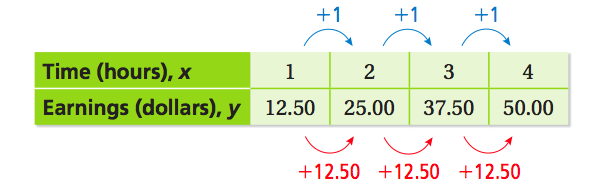 +1 +1 +1
Time (hours), x 1 2 3 4
Earnings (dollars), y 12.50 25.00 37.50 50.00
+12.50 +12.50 +12.50